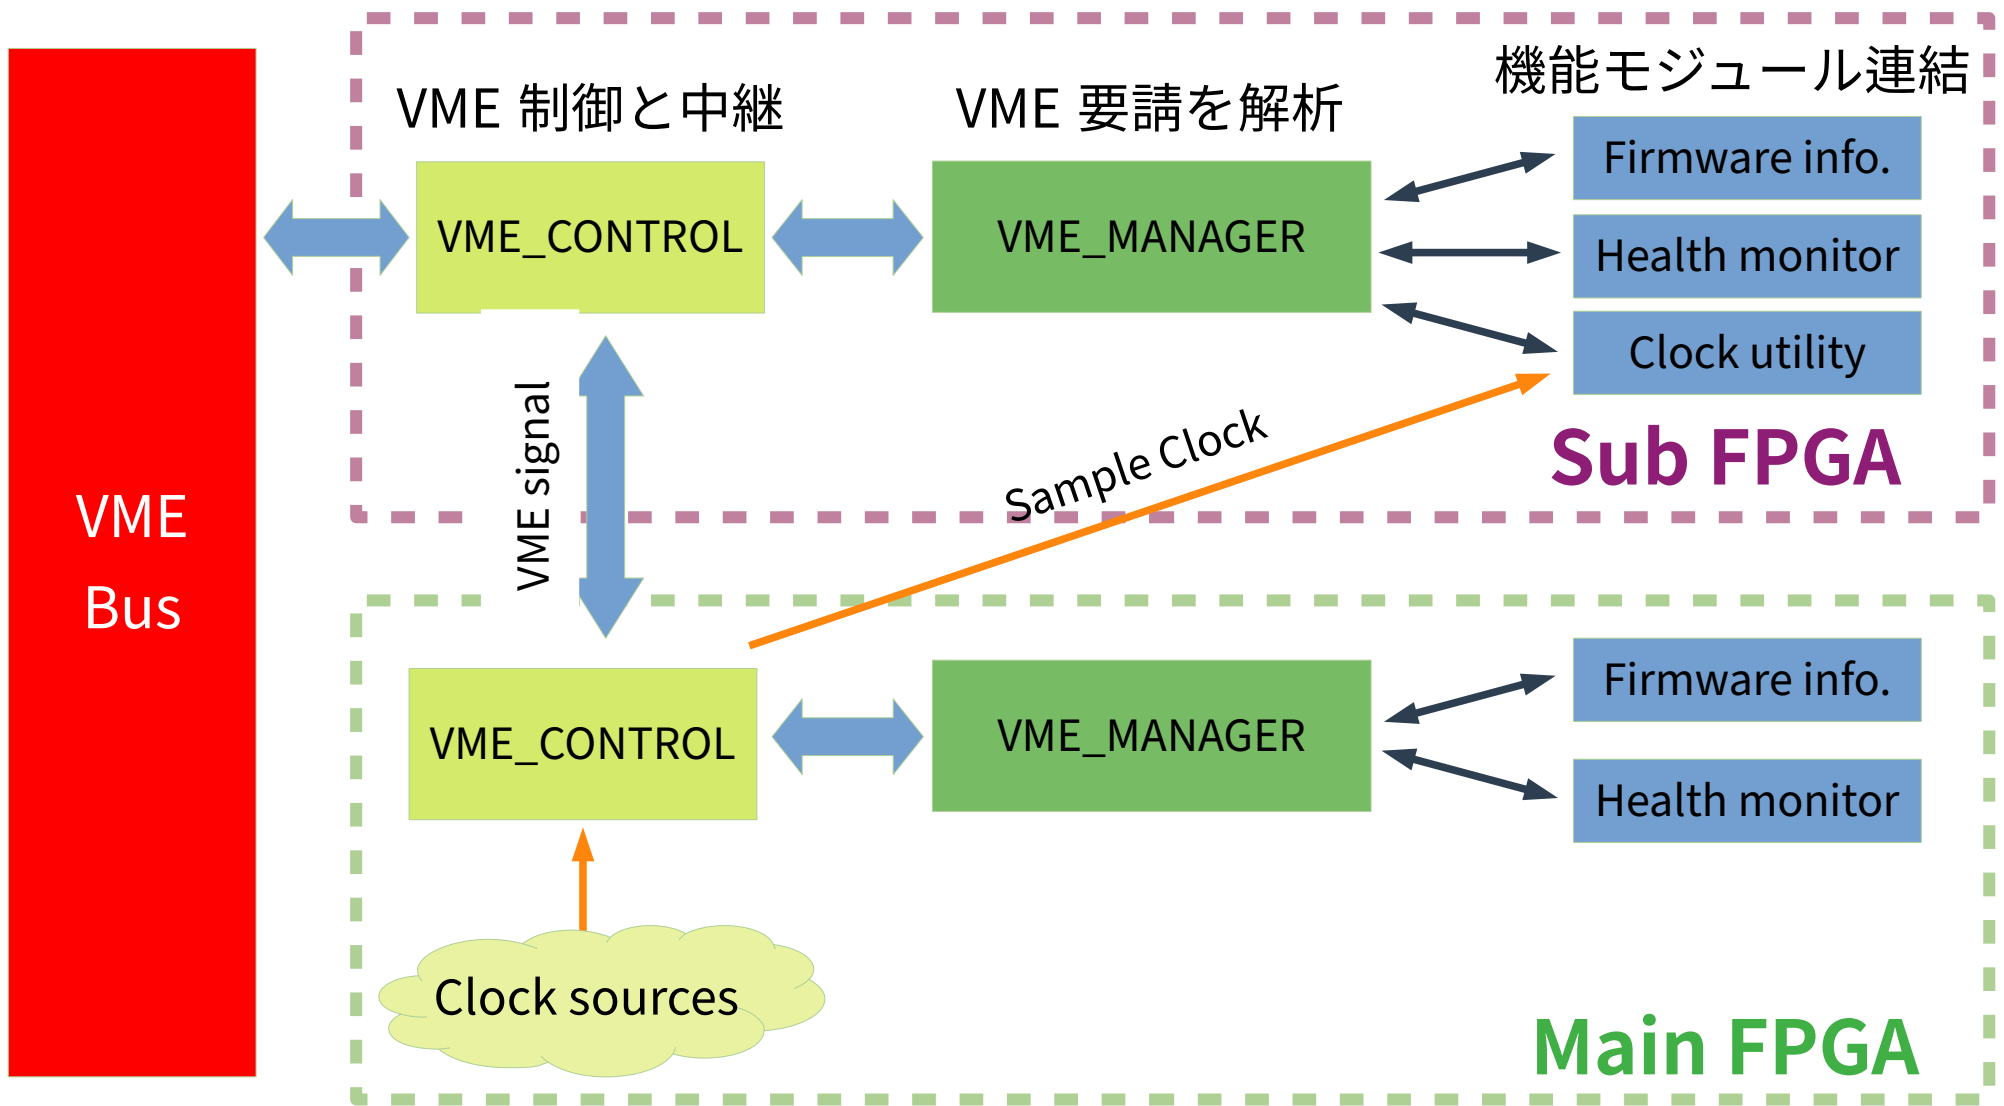 VME
Bus
VME 制御と中継
VME 要請を解析
機能モジュール連結
VME_CONTROL
VME_MANAGER
Firmware info.
Health monitor
Clock utility
Sub FPGA
VME signal
Sample Clock
VME_CONTROL
VME_MANAGER
Firmware info.
Health monitor
Clock sources
Main FPGA